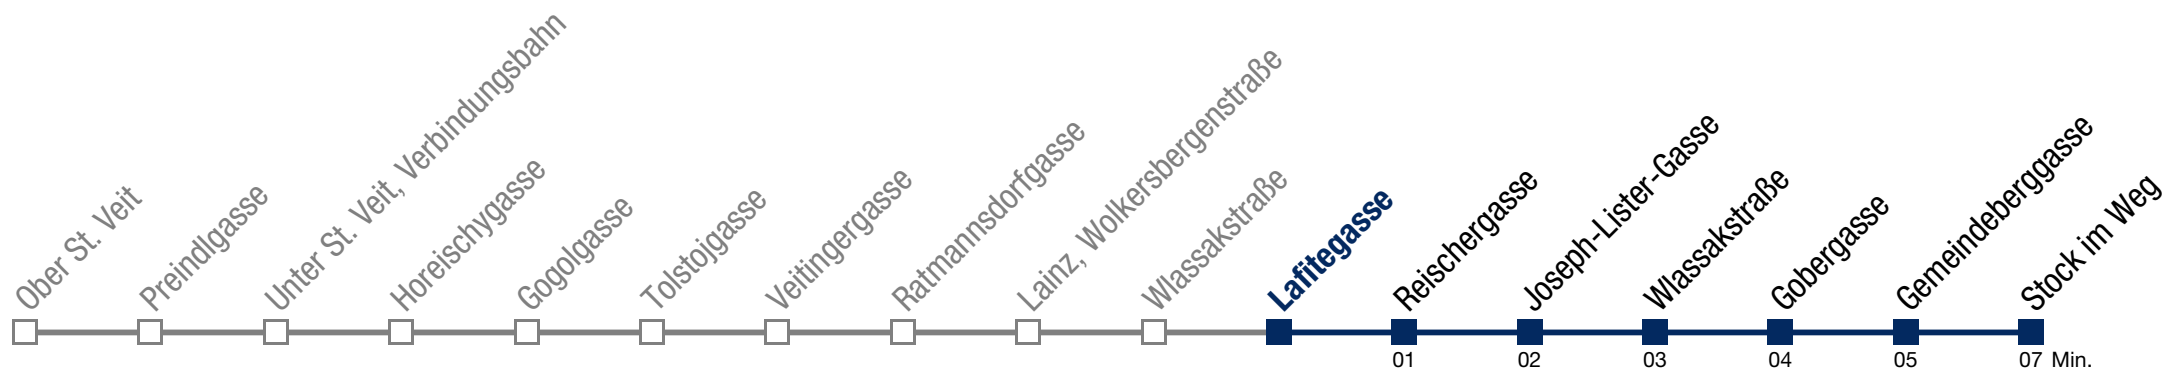 Ober St. Veit
Preindlgasse
Unter St. Veit, Verbindungsbahn
Horeischygasse
Gogolgasse
Tolstojgasse
Veitingergasse
Ratmannsdorfgasse
Lainz, Wolkersbergenstraße
Wlassakstraße
Lafitegasse
Reischergasse
Joseph-Lister-Gasse
Wlassakstraße
Gobergasse
Gemeindeberggasse
Stock im Weg
01 02 03 04 05 07 Min.